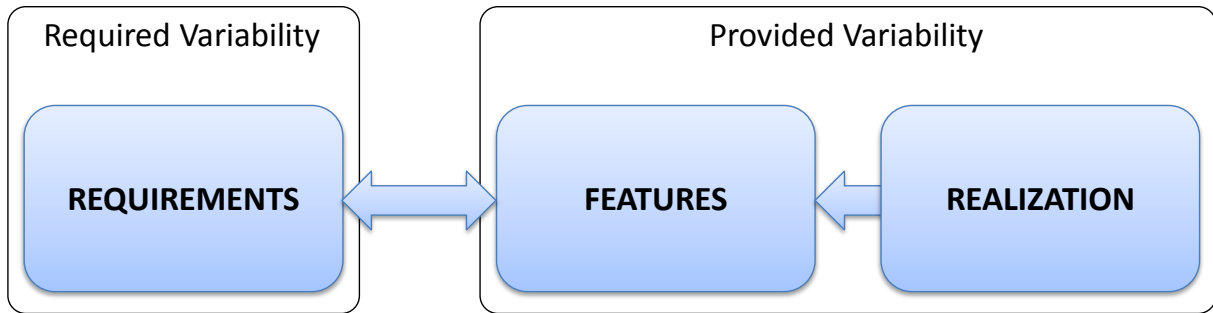 Required Variability
Provided Variability
REQUIREMENTS
FEATURES
REALIZATION